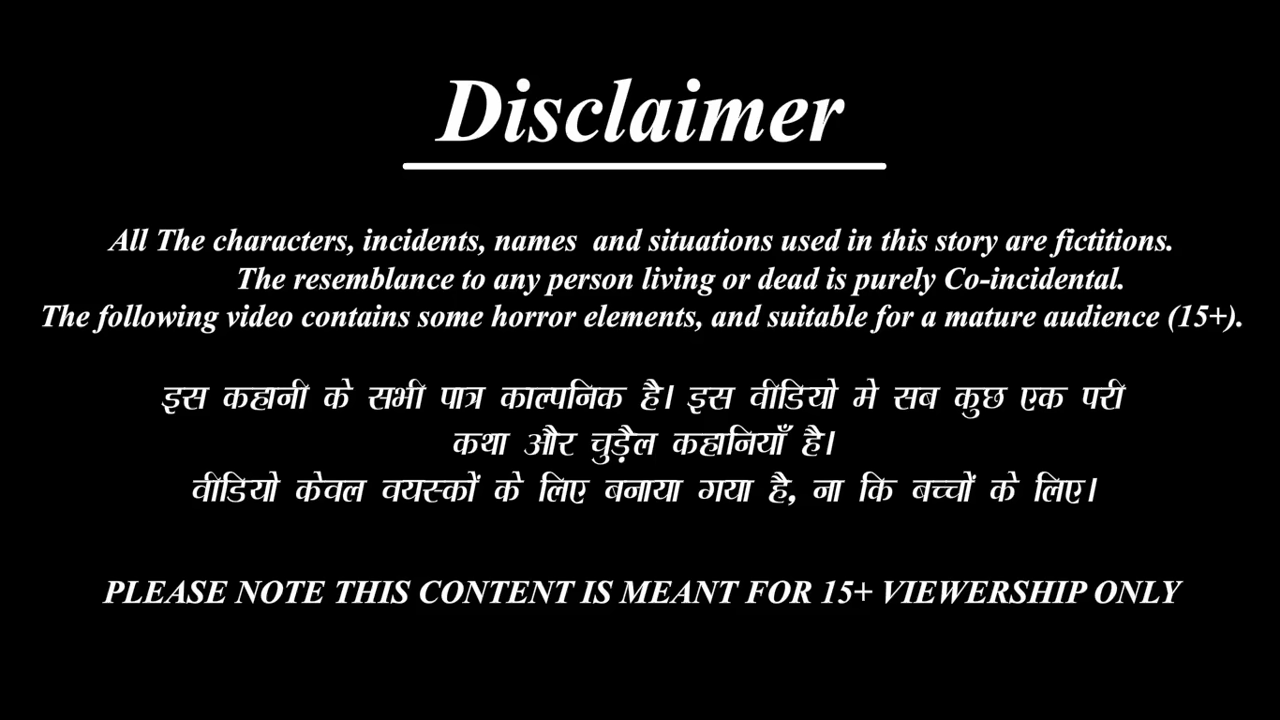 Disclaimer
All The characters, incidents, names and situations used in this story are fictitions.
The resemblance to any person living or dead is purely Co-incidental.
The following video contains some horror elements, and suitable for a mature audience (15+).
इस कहानी के सभी पात्र काल्पनिक है। इस वीडियो मे सब कुछ एक परी
कथा और चुड़ैल कहानियाँ है।
वीडियो केवल वयस्कों के लिए बनाया गया है, ना कि बच्चों के लिए।
PLEASE NOTE THIS CONTENT IS MEANT FOR 15+ VIEWERSHIP ONLY